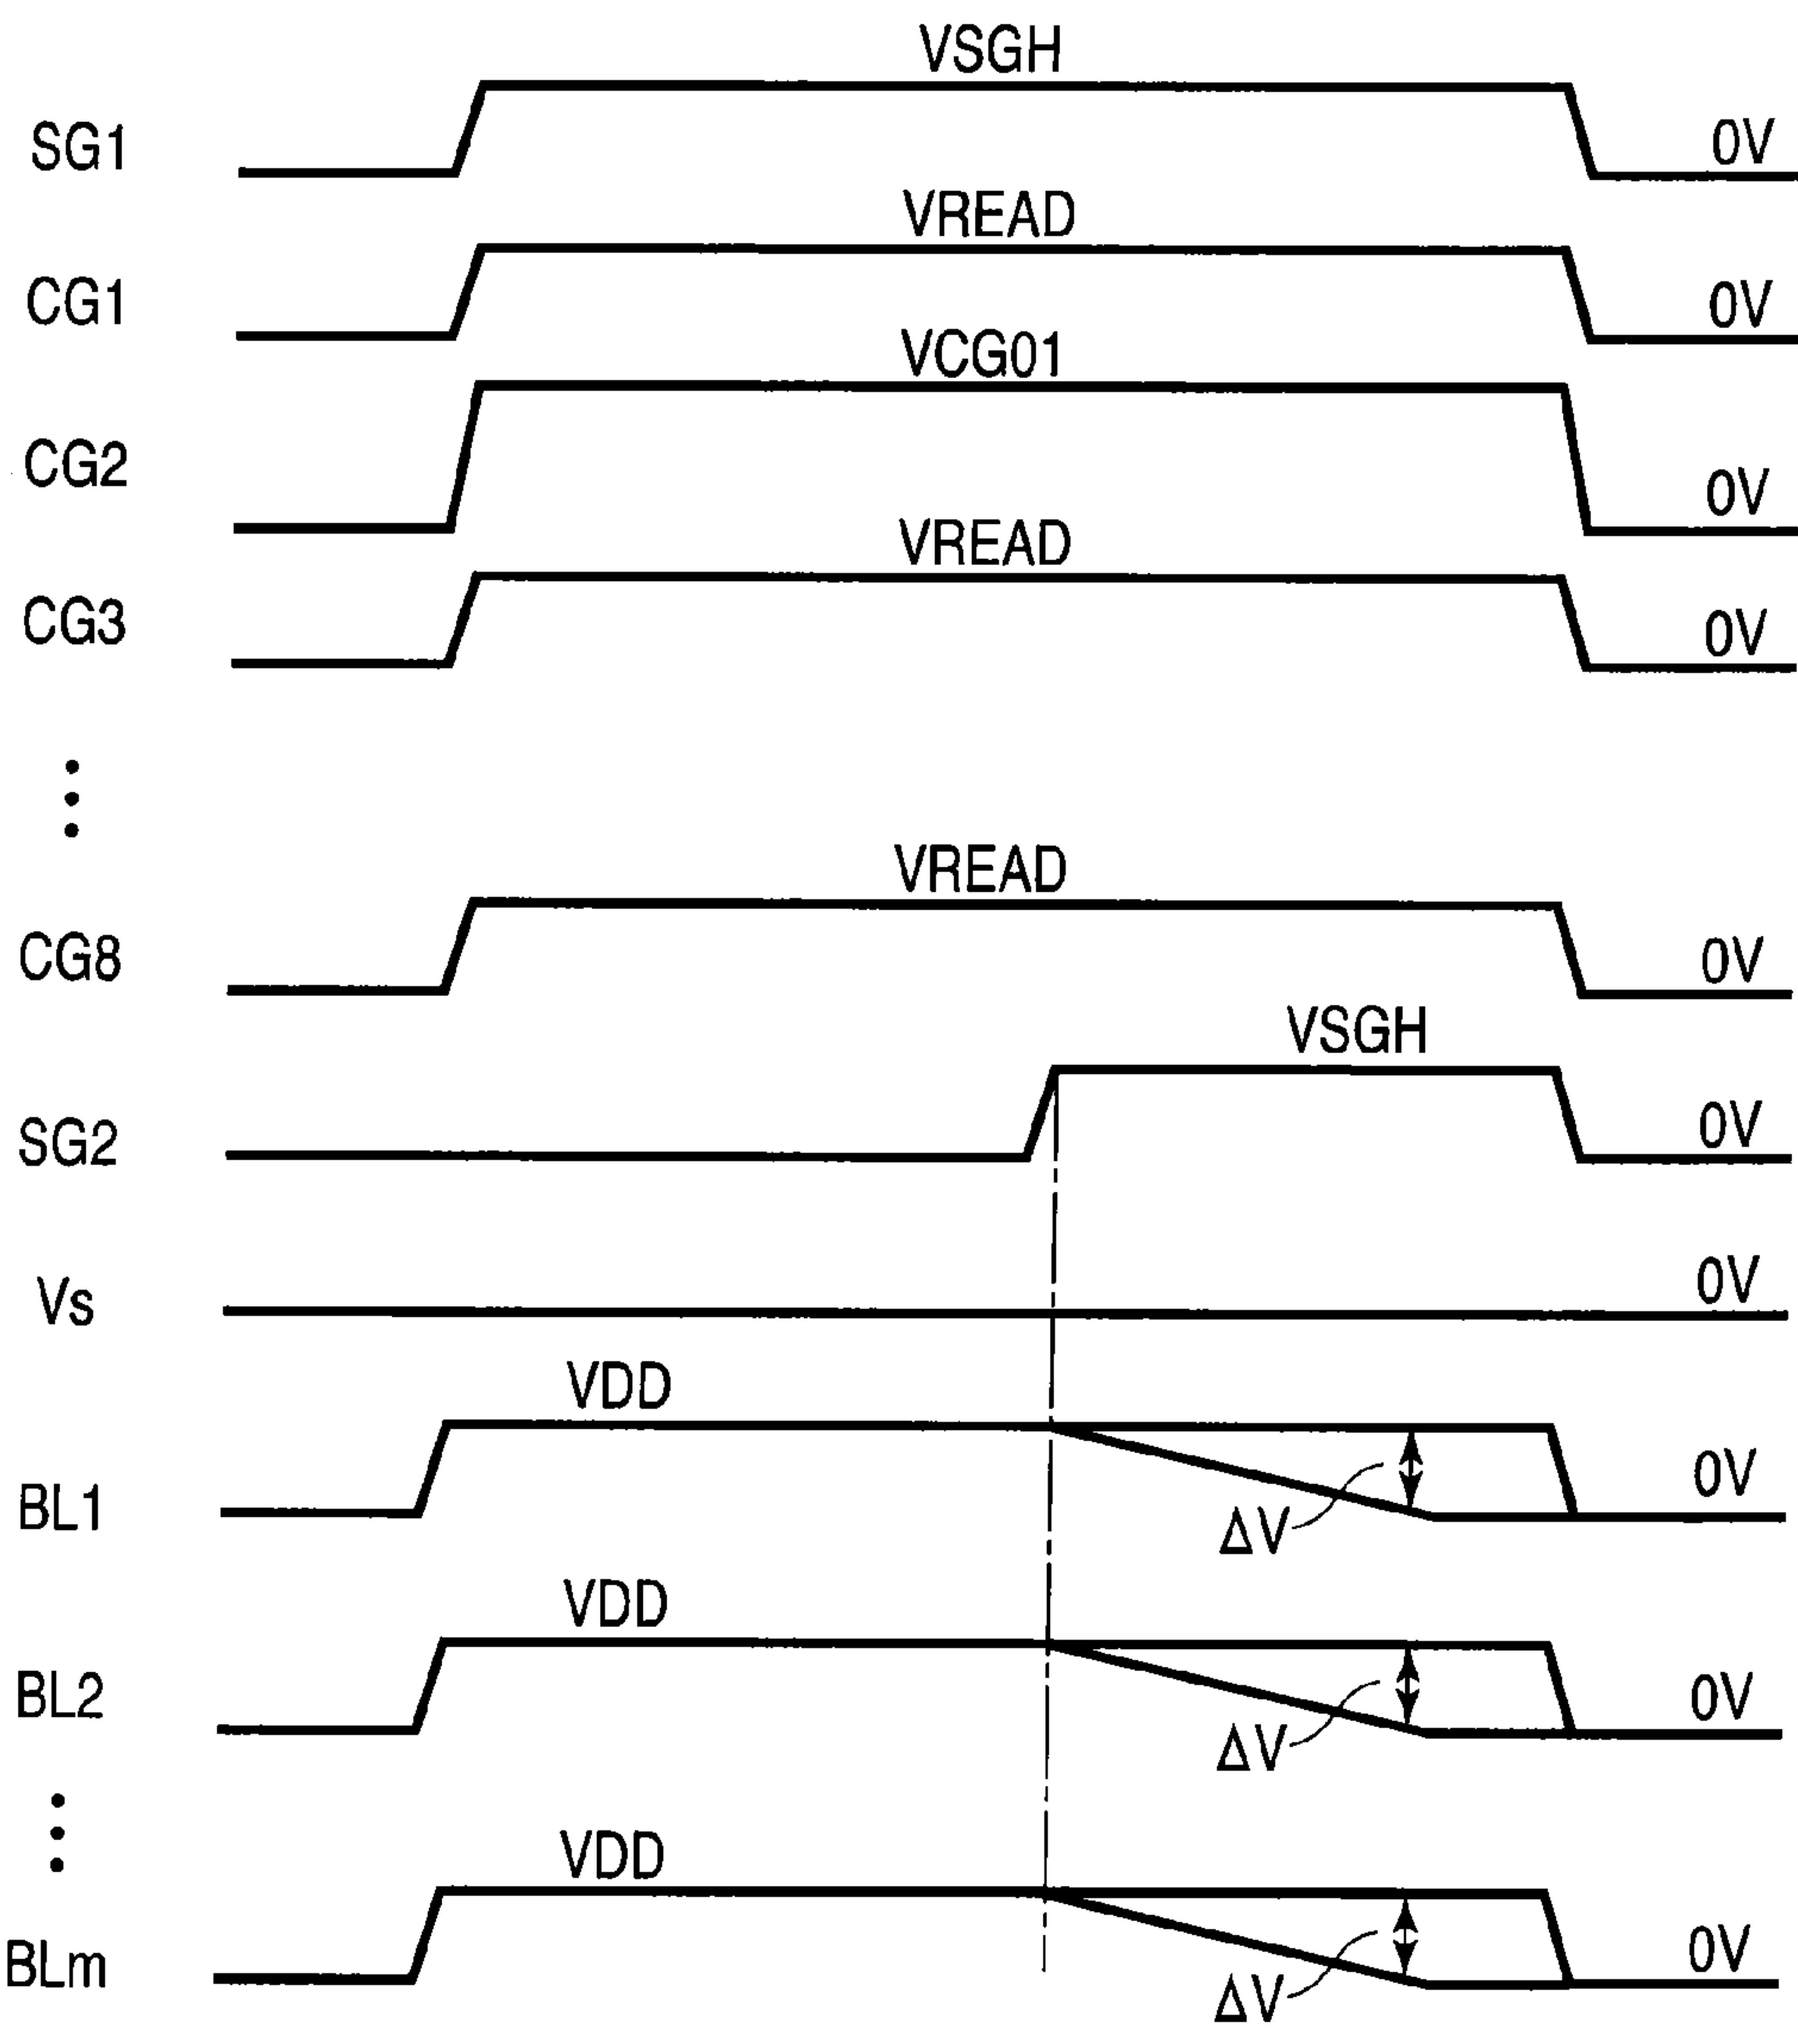 VSGH
SG1 0V
VREAD
CG1 0V
VCG01
CG2 0V
VREAD
CG3 0V
VREAD
CG8 0V
VSGH
SG2 0V
Vs 0V
VDD
BL1 0V
ΔV
VDD
BL2 0V
ΔV
VDD
BLm 0V
ΔV